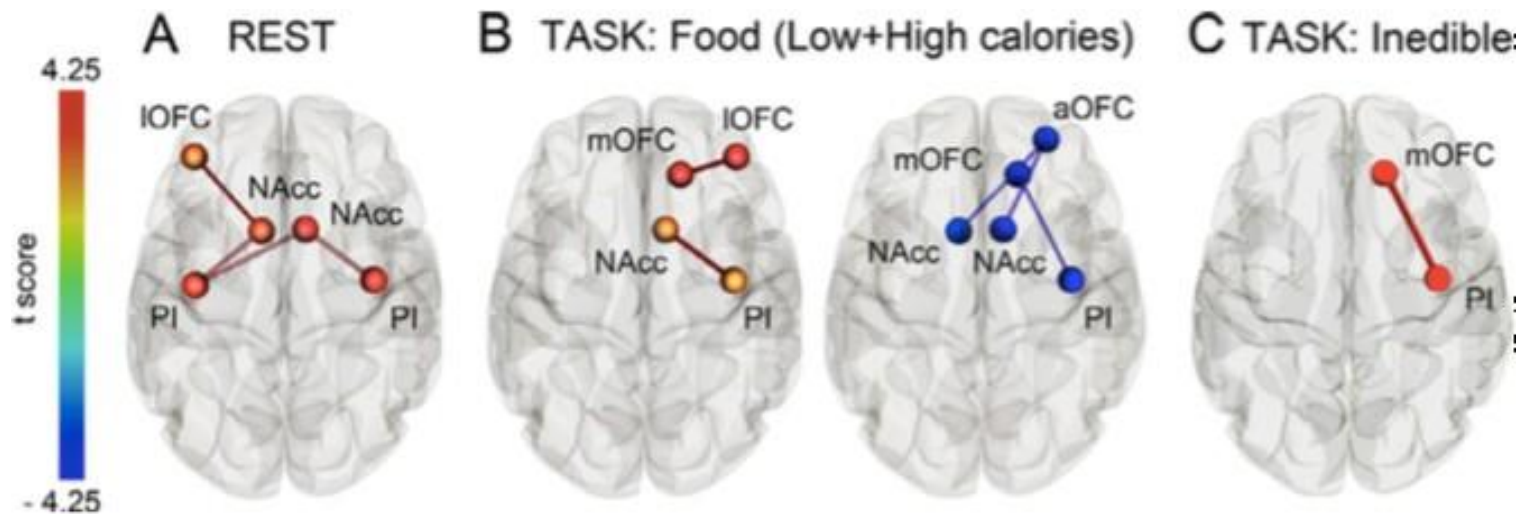 A REST
B TASK: Food (Low+High calories)
C TASK: Inedible
4.25
t score
- 4.25
lOFC
NAcc
NAcc
PI
PI
mOFC
lOFC
NAcc
PI
aOFC
mOFC
NAcc
NAcc
PI
mOFC
PI